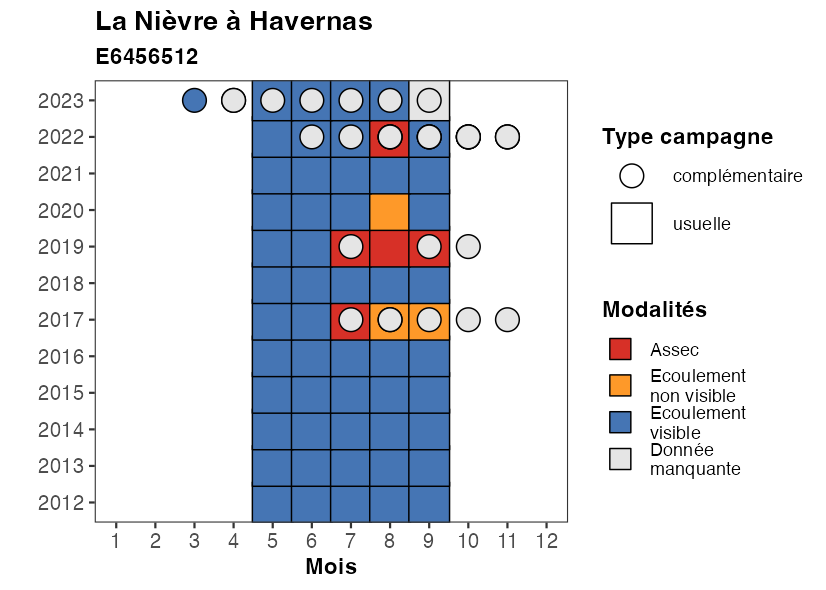 La Nièvre à Havernas
E6456512
2023
2022
2021
2020
2019
2018
2017
2016
2015
2014
2013
2012
1 2 3 4 5 6 7 8 9 10 11 12
Mois
Type campagne
complémentaire
usuelle
Modalités
Assec
Ecoulement
non visible
Ecoulement
visible
Donnée
manquante